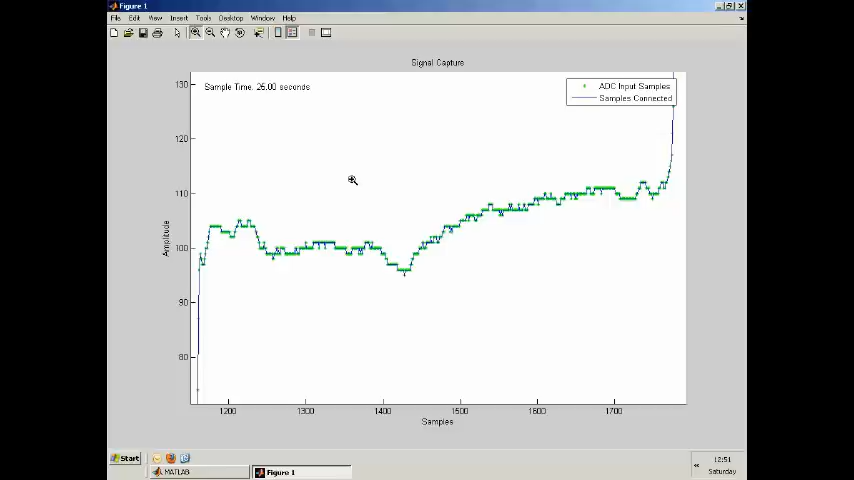 Figure 1
File Edit View Insert Tools Desktop Window Help
Signal Capture
Sample Time: 25.00 seconds
ADC Input Samples
Samples Connected
130
120
110
100
90
80
Amplitude
1200 1300 1400 1500 1600 1700
Samples
Start
12:51
MATLAB
Figure 1
Saturday